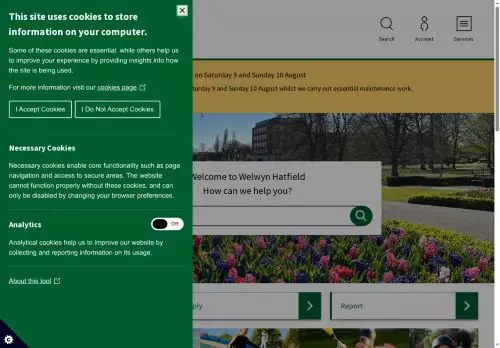 This site uses cookies to store
information on your computer.
Some of these cookies are essential, while others help us
to improve your experience by providing insights into how
the site is being used.
For more information visit our cookies page
I Accept Cookies
I Do Not Accept Cookies
Necessary Cookies
Necessary cookies enable core functionality such as page
navigation and access to secure areas. The website
cannot function properly without these cookies, and can
only be disabled by changing your browser preferences.
Analytics
Off
Analytical cookies help us to improve our website by
collecting and reporting information on its usage.
About this tool
Search
Account
Services
on Saturday 9 and Sunday 10 August
turday 9 and Sunday 10 August whilst we carry out essential maintenance work
Welcome to Welwyn Hatfield
How can we help you?
ply
Report